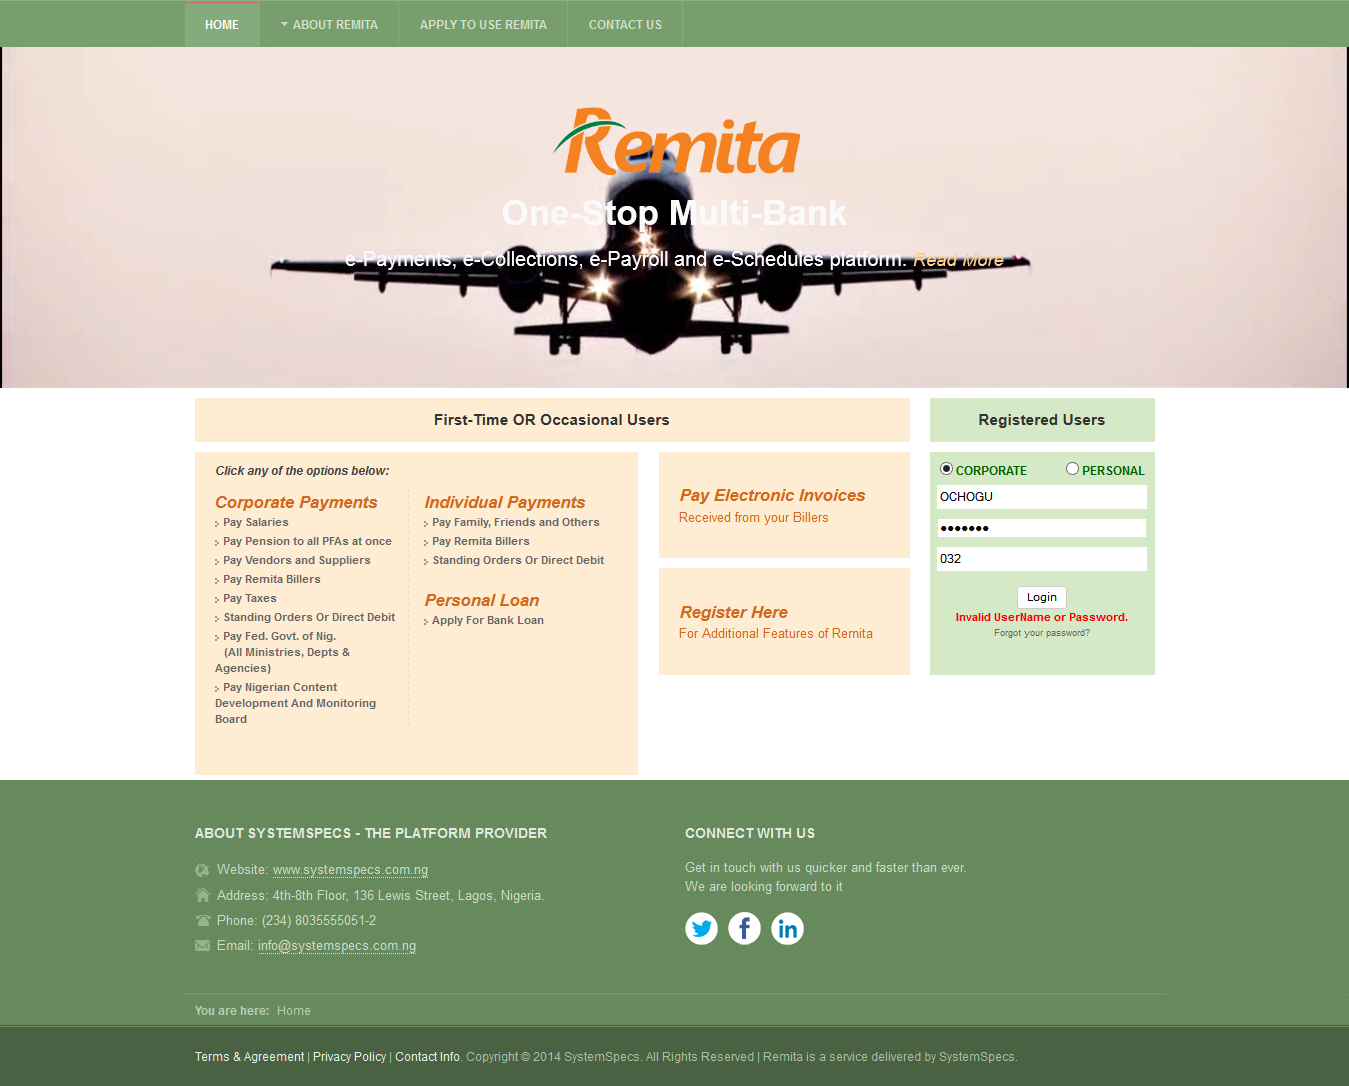 HOME
ABOUT REMITA
APPLY TO USE REMITA
CONTACT US
Remita
One-Stop Multi-Bank
e-Payments, e-Collections, e-Payroll and e-Schedules platform. Read More
First-Time OR Occasional Users
Click any of the options below:
Corporate Payments
Pay Salaries
Pay Pension to all PFAs at once
Pay Vendors and Suppliers
Pay Remita Billers
Pay Taxes
Standing Orders Or Direct Debit
Pay Fed. Govt. of Nig.
(All Ministries, Depts &
Agencies)
Pay Nigerian Content
Development And Monitoring
Board
Individual Payments
Pay Family, Friends and Others
Pay Remita Billers
Standing Orders Or Direct Debit
Personal Loan
Apply For Bank Loan
Pay Electronic Invoices
Received from your Billers
Register Here
For Additional Features of Remita
Registered Users
CORPORATE PERSONAL
OCHOGU
•••••••
032
Login
Invalid UserName or Password.
Forgot your password?
ABOUT SYSTEMSPECS - THE PLATFORM PROVIDER
Website: www.systemspecs.com.ng
Address: 4th-8th Floor, 136 Lewis Street, Lagos, Nigeria.
Phone: (234) 8035555051-2
Email: info@systemspecs.com.ng
CONNECT WITH US
Get in touch with us quicker and faster than ever.
We are looking forward to it
f in
You are here: Home
Terms & Agreement | Privacy Policy | Contact Info. Copyright © 2014 SystemSpecs. All Rights Reserved | Remita is a service delivered by SystemSpecs.